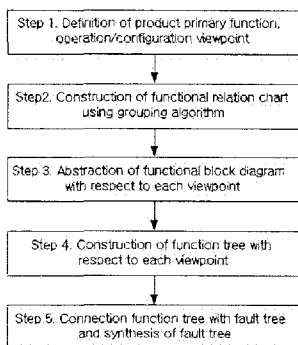 Step 1. Definition of product primary function,
operation/configuration viewpoint
Step2. Construction of functional relation chart
using grouping algorithm
Step 3. Abstraction of functional block diagram
with respect to each viewpoint
Step 4. Construction of function tree with
respect to each viewpoint
Step 5. Connection function tree with fault tree
and synthesis of fault tree